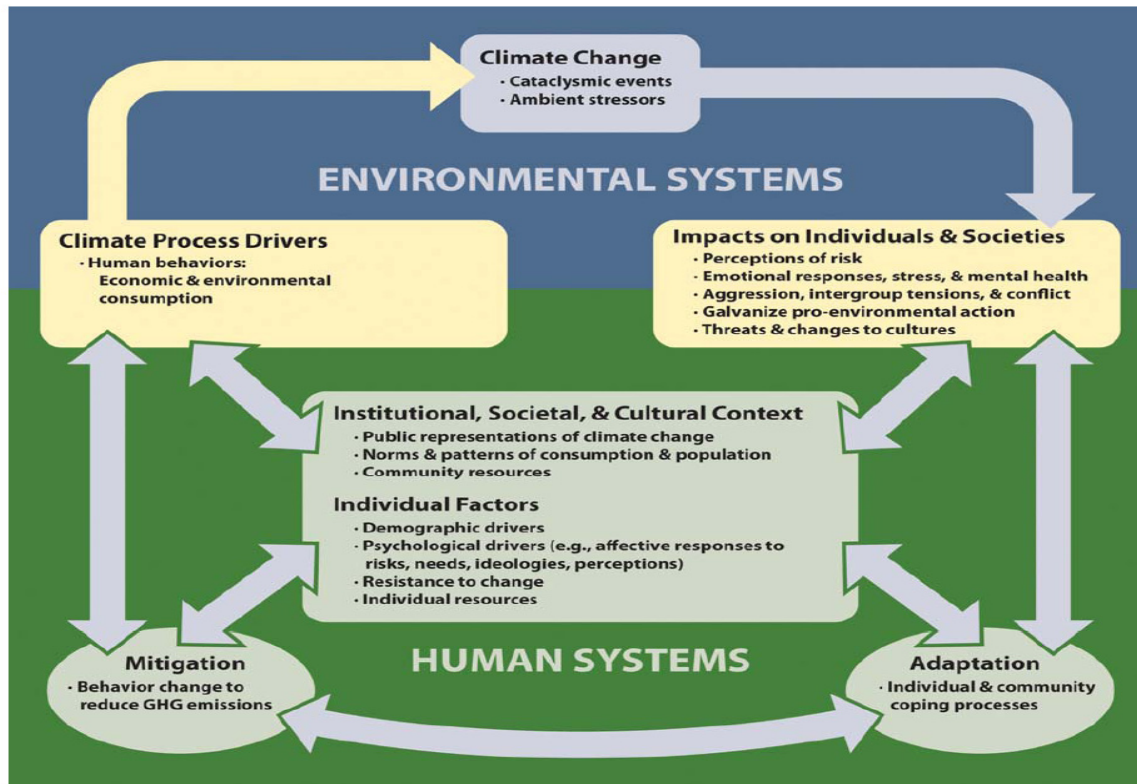 Climate Change
· Cataclysmic events
· Ambient stressors
ENVIRONMENTAL SYSTEMS
Climate Process Drivers
· Human behaviors:
Economic & environmental
consumption
Impacts on Individuals & Societies
· Perceptions of risk
· Emotional responses, stress, & mental health
· Aggression, intergroup tensions, & conflict
· Galvanize pro-environmental action
· Threats & changes to cultures
Institutional, Societal, & Cultural Context
· Public representations of climate change
· Norms & patterns of consumption & population
· Community resources
Individual Factors
· Demographic drivers
· Psychological drivers (e.g., affective responses to
risks, needs, ideologies, perceptions)
· Resistance to change
· Individual resources
HUMAN SYSTEMS
Mitigation
· Behavior change to
reduce GHG emissions
Adaptation
· Individual & community
coping processes